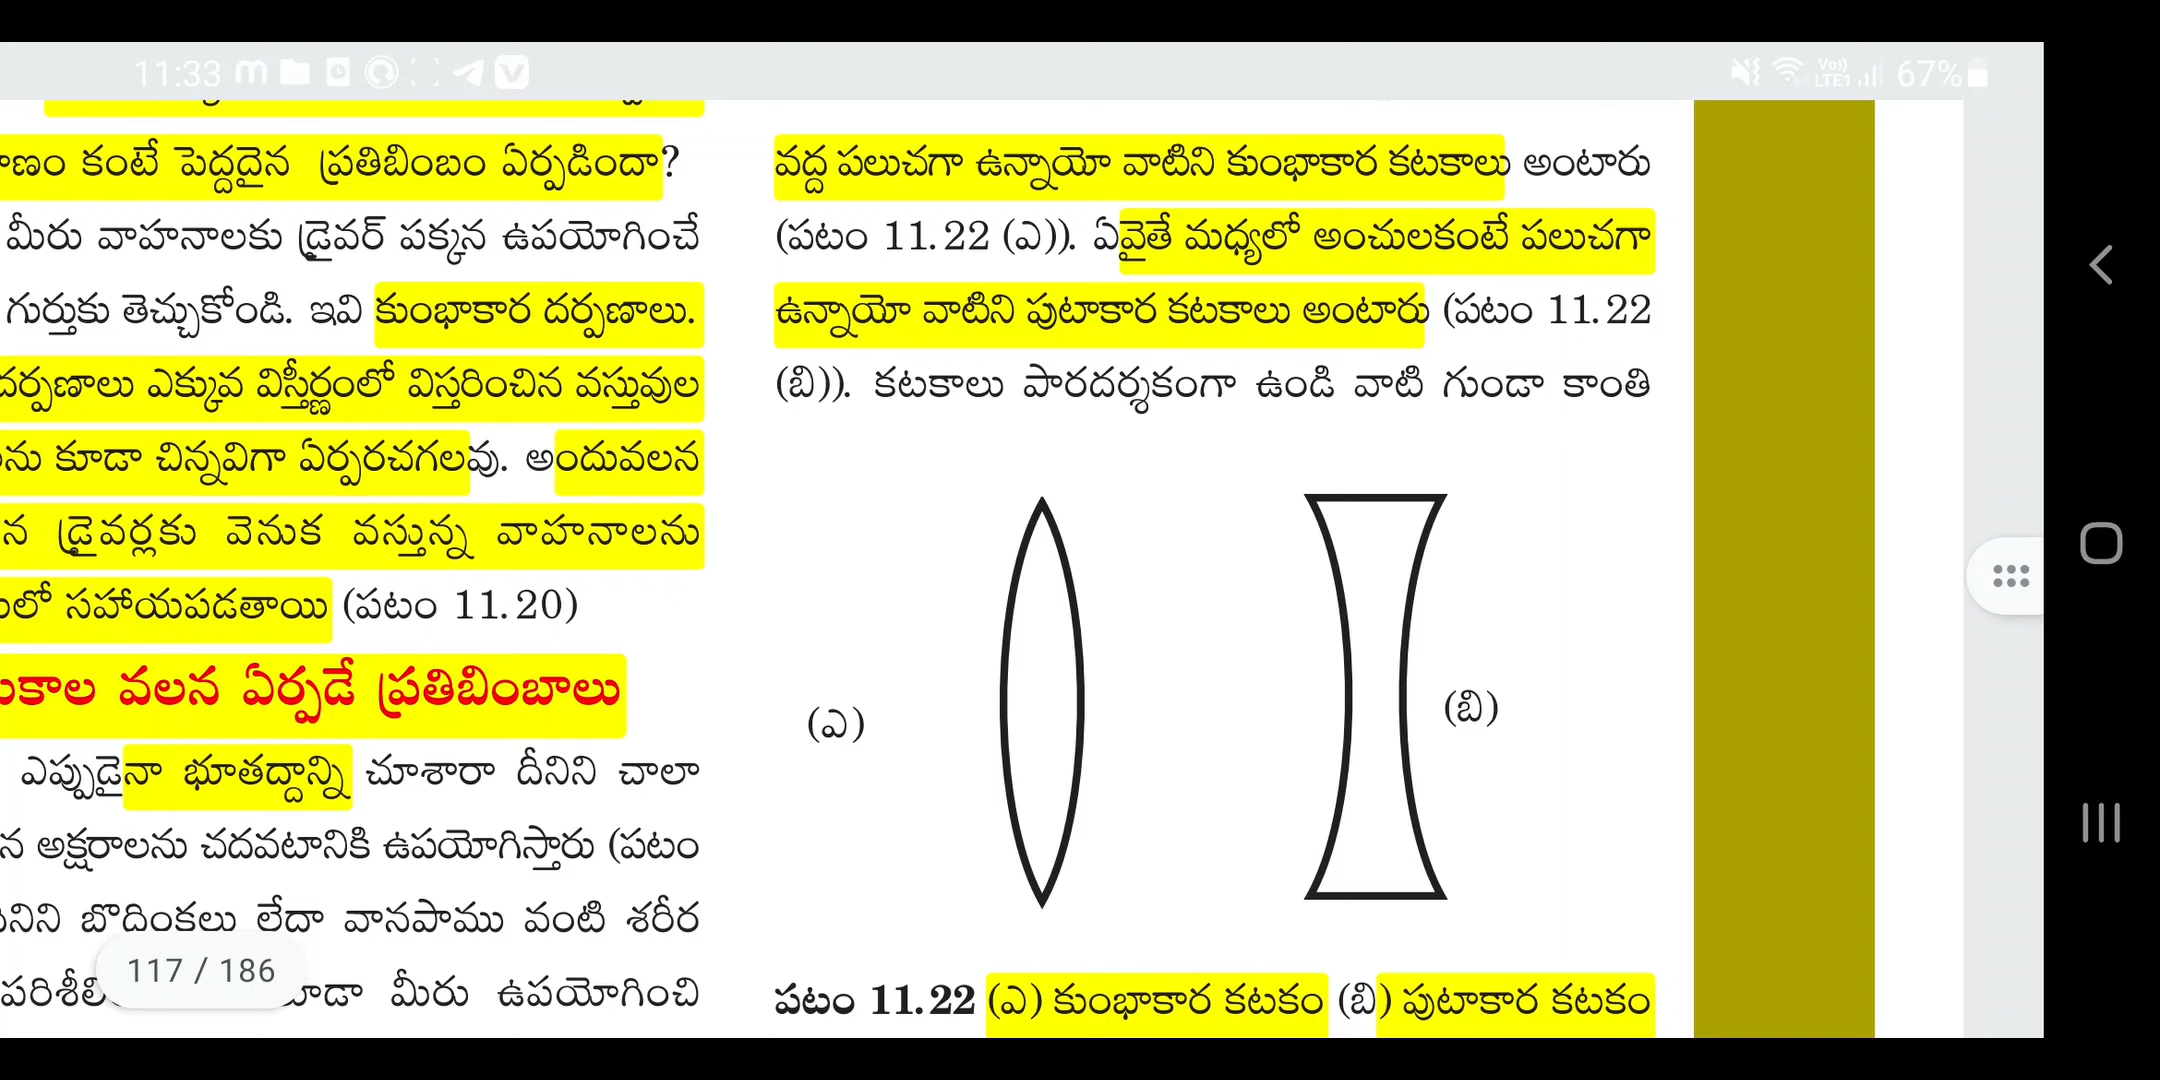 11:33
Vo) LTE1 67%
కంటే పెద్దదైన ప్రతిబింబం ఏర్పడిందా?
మీరు వాహనాలకు డ్రైవర్ పక్కన ఉపయోగించే
గుర్తుకు తెచ్చుకోండి. ఇవి కుంభాకార దర్పణాలు.
దర్పణాలు ఎక్కువ విస్తీర్ణంలో విస్తరించిన వస్తువుల
కూడా చిన్నవిగా ఏర్పరచగలవు. అందువలన
న డ్రైవర్లకు వెనుక వస్తున్న వాహనాలను
లో సహాయపడతాయి (పటం 11.20)
కాల వలన ఏర్పడే ప్రతిబింబాలు
ఎప్పుడైనా భూతద్దాన్ని చూశారా దీనిని చాలా
న అక్షరాలను చదవటానికి ఉపయోగిస్తారు (పటం
బొద్దింకలు లేదా వానపాము వంటి శరీర
మీరు ఉపయోగించి
117 / 186
వద్ద పలుచగా ఉన్నాయో వాటిని కుంభాకార కటకాలు అంటారు
(పటం 11.22 (ఎ)). ఏవైతే మధ్యలో అంచులకంటే పలుచగా
ఉన్నాయో వాటిని పుటాకార కటకాలు అంటారు (పటం 11.22
(బి)). కటకాలు పారదర్శకంగా ఉండి వాటి గుండా కాంతి
(ఎ)
(బి)
పటం 11.22 (ఎ) కుంభాకార కటకం (బి) పుటాకార కటకం